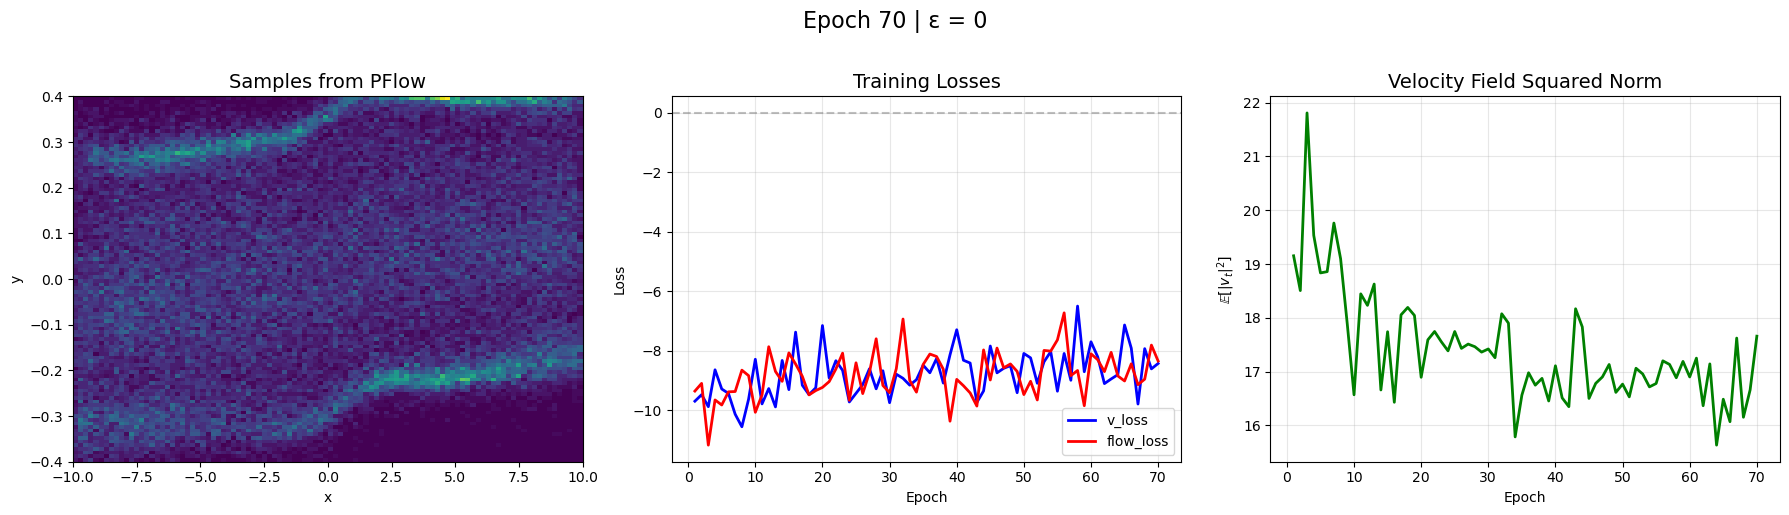 Epoch 70 | ε = 0
Samples from PFlow
0.4
0.3
0.2
0.1
0.0
−0.1
−0.2
−0.3
−0.4
y
−10.0 −7.5 −5.0 −2.5 0.0 2.5 5.0 7.5 10.0
x
Training Losses
0
−2
−4
−6
−8
−10
Loss
v_loss
flow_loss
0 10 20 30 40 50 60 70
Epoch
Velocity Field Squared Norm
22
21
20
19
18
17
16
𝔼[|v_t|²]
0 10 20 30 40 50 60 70
Epoch